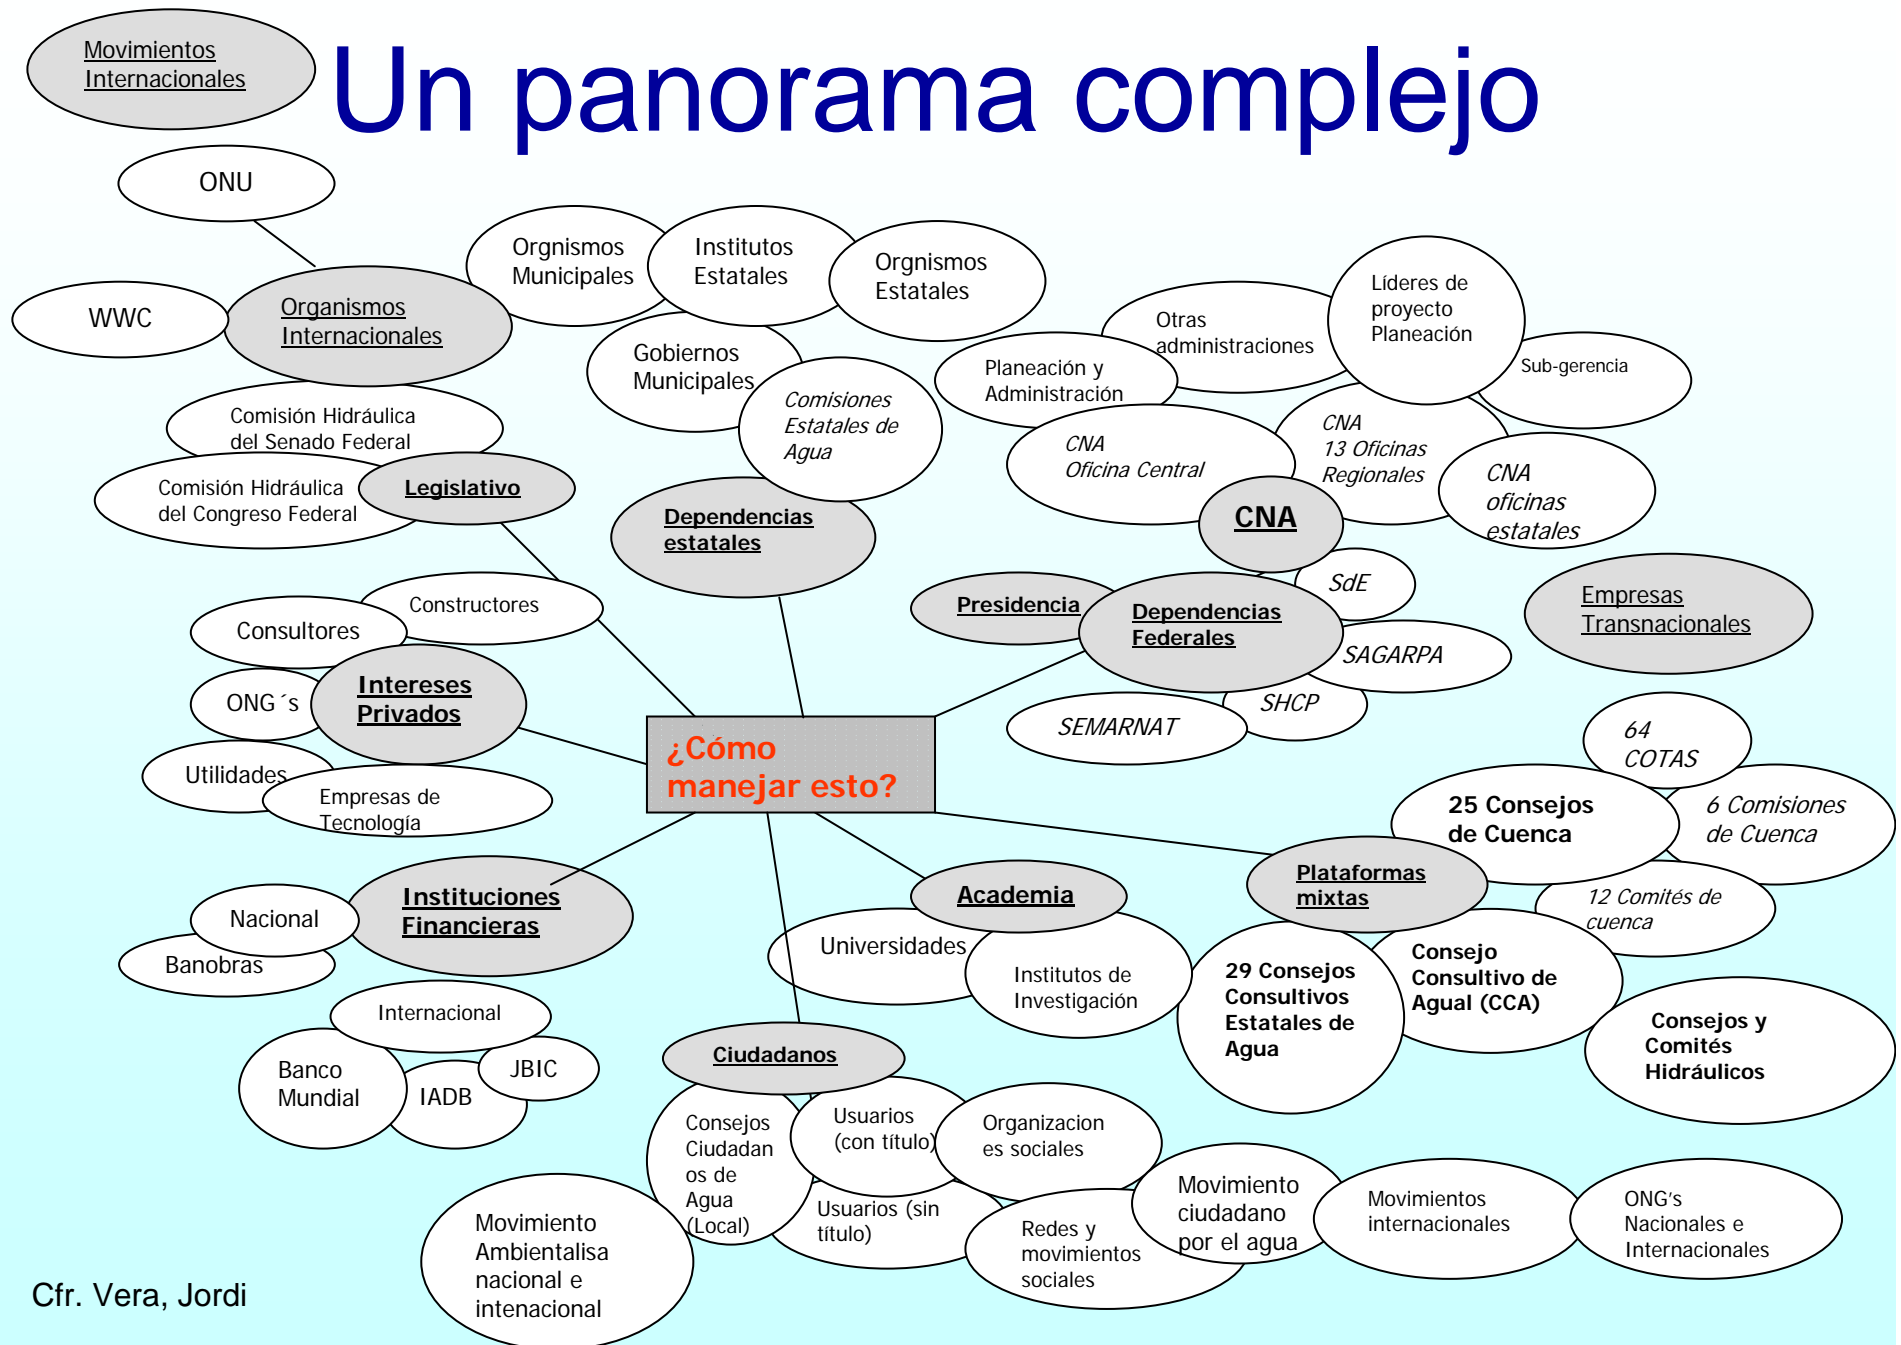 Movimientos
Internacionales
Un panorama complejo
ONU
WWC
Organismos
Internacionales
Orgnismos
Municipales
Institutos
Estatales
Orgnismos
Estatales
Gobiernos
Municipales
Comisiones
Estatales de
Agua
Dependencias
estatales
Líderes de
proyecto
Planeación
Otras
administraciones
Sub-gerencia
Planeación y
Administración
CNA
Oficina Central
CNA
13 Oficinas
Regionales
CNA
oficinas
estatales
CNA
Comisión Hidráulica
del Senado Federal
Comisión Hidráulica
del Congreso Federal
Legislativo
Presidencia
Dependencias
Federales
SdE
SAGARPA
SHCP
SEMARNAT
Empresas
Transnacionales
Constructores
Consultores
ONG´s
Intereses
Privados
Utilidades
Empresas de
Tecnología
¿Cómo
manejar esto?
64
COTAS
25 Consejos
de Cuenca
6 Comisiones
de Cuenca
12 Comités de
cuenca
Plataformas
mixtas
Consejo
Consultivo de
Agual (CCA)
29 Consejos
Consultivos
Estatales de
Agua
Consejos y
Comités
Hidráulicos
Instituciones
Financieras
Nacional
Banobras
Internacional
Banco
Mundial
IADB
JBIC
Academia
Universidades
Institutos de
Investigación
Ciudadanos
Consejos
Ciudadan
os de
Agua
(Local)
Usuarios
(con título)
Usuarios (sin
título)
Organizacion
es sociales
Redes y
movimientos
sociales
Movimiento
ciudadano
por el agua
Movimientos
internacionales
ONG’s
Nacionales e
Internacionales
Movimiento
Ambientalisa
nacional e
intenacional
Cfr. Vera, Jordi